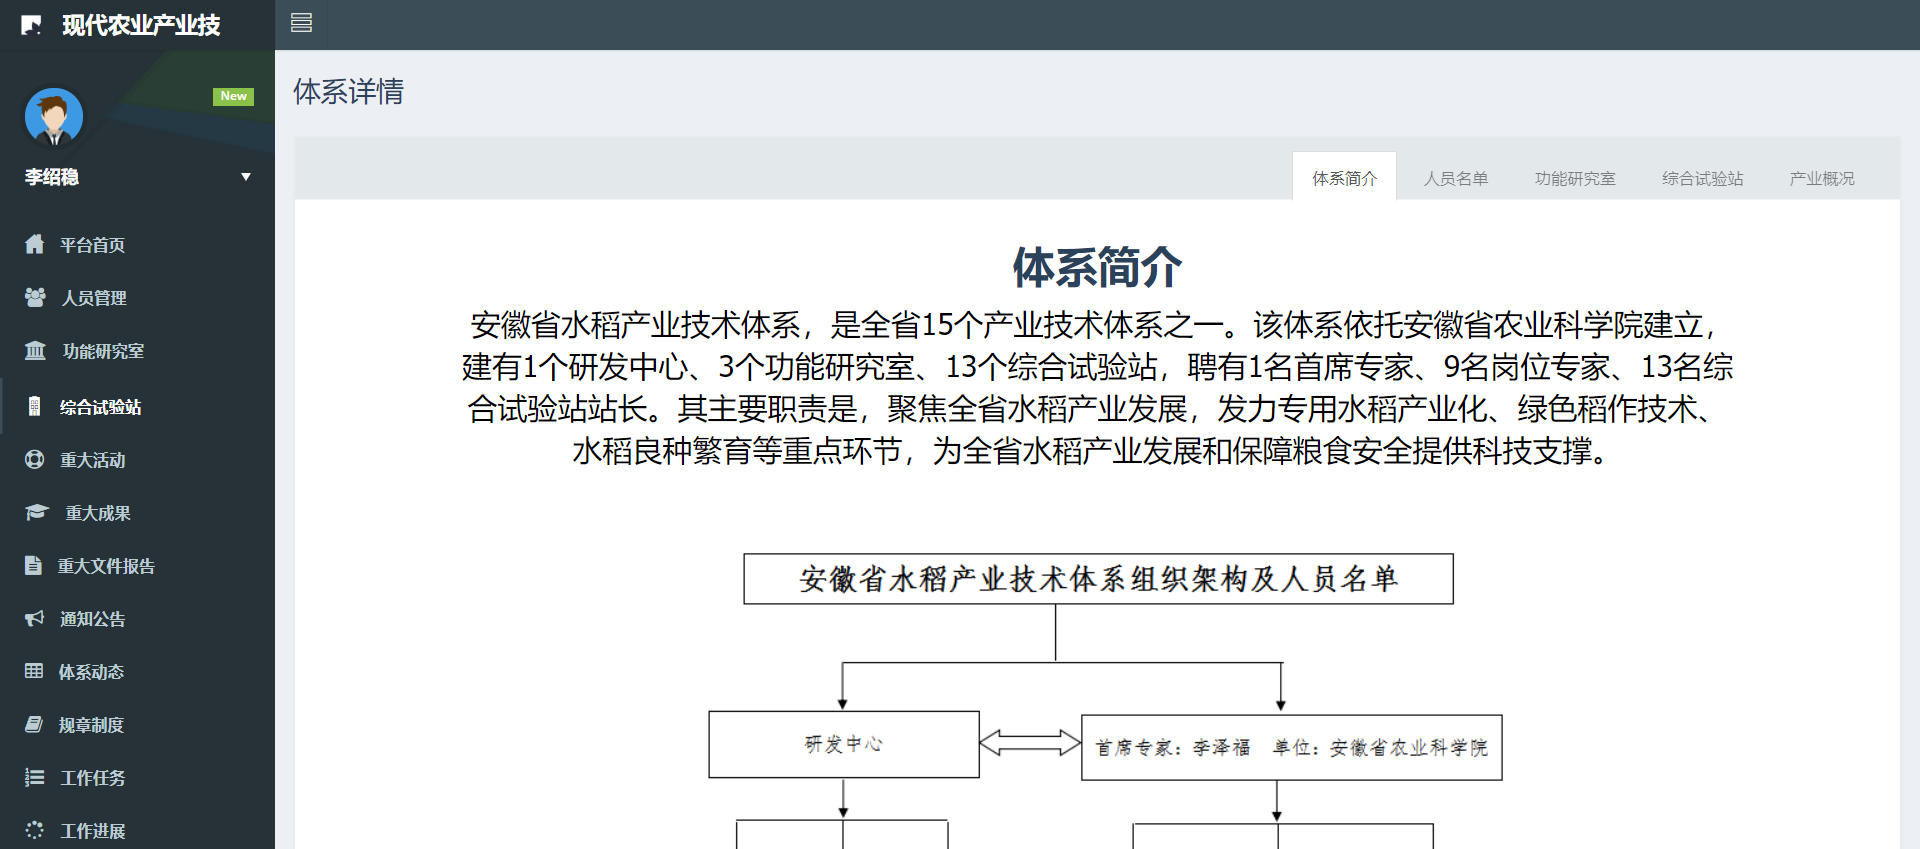 现代农业产业技
New
李绍稳
平台首页
人员管理
功能研究室
综合试验站
重大活动
重大成果
重大文件报告
通知公告
体系动态
规章制度
工作任务
工作进展
体系详情
体系简介
人员名单
功能研究室
综合试验站
产业概况
体系简介
安徽省水稻产业技术体系，是全省15个产业技术体系之一。该体系依托安徽省农业科学院建立，
建有1个研发中心、3个功能研究室、13个综合试验站，聘有1名首席专家、9名岗位专家、13名综
合试验站站长。其主要职责是，聚焦全省水稻产业发展，发力专用水稻产业化、绿色稻作技术、
水稻良种繁育等重点环节，为全省水稻产业发展和保障粮食安全提供科技支撑。
安徽省水稻产业技术体系组织架构及人员名单
研发中心
首席专家：李泽福 单位：安徽省农业科学院